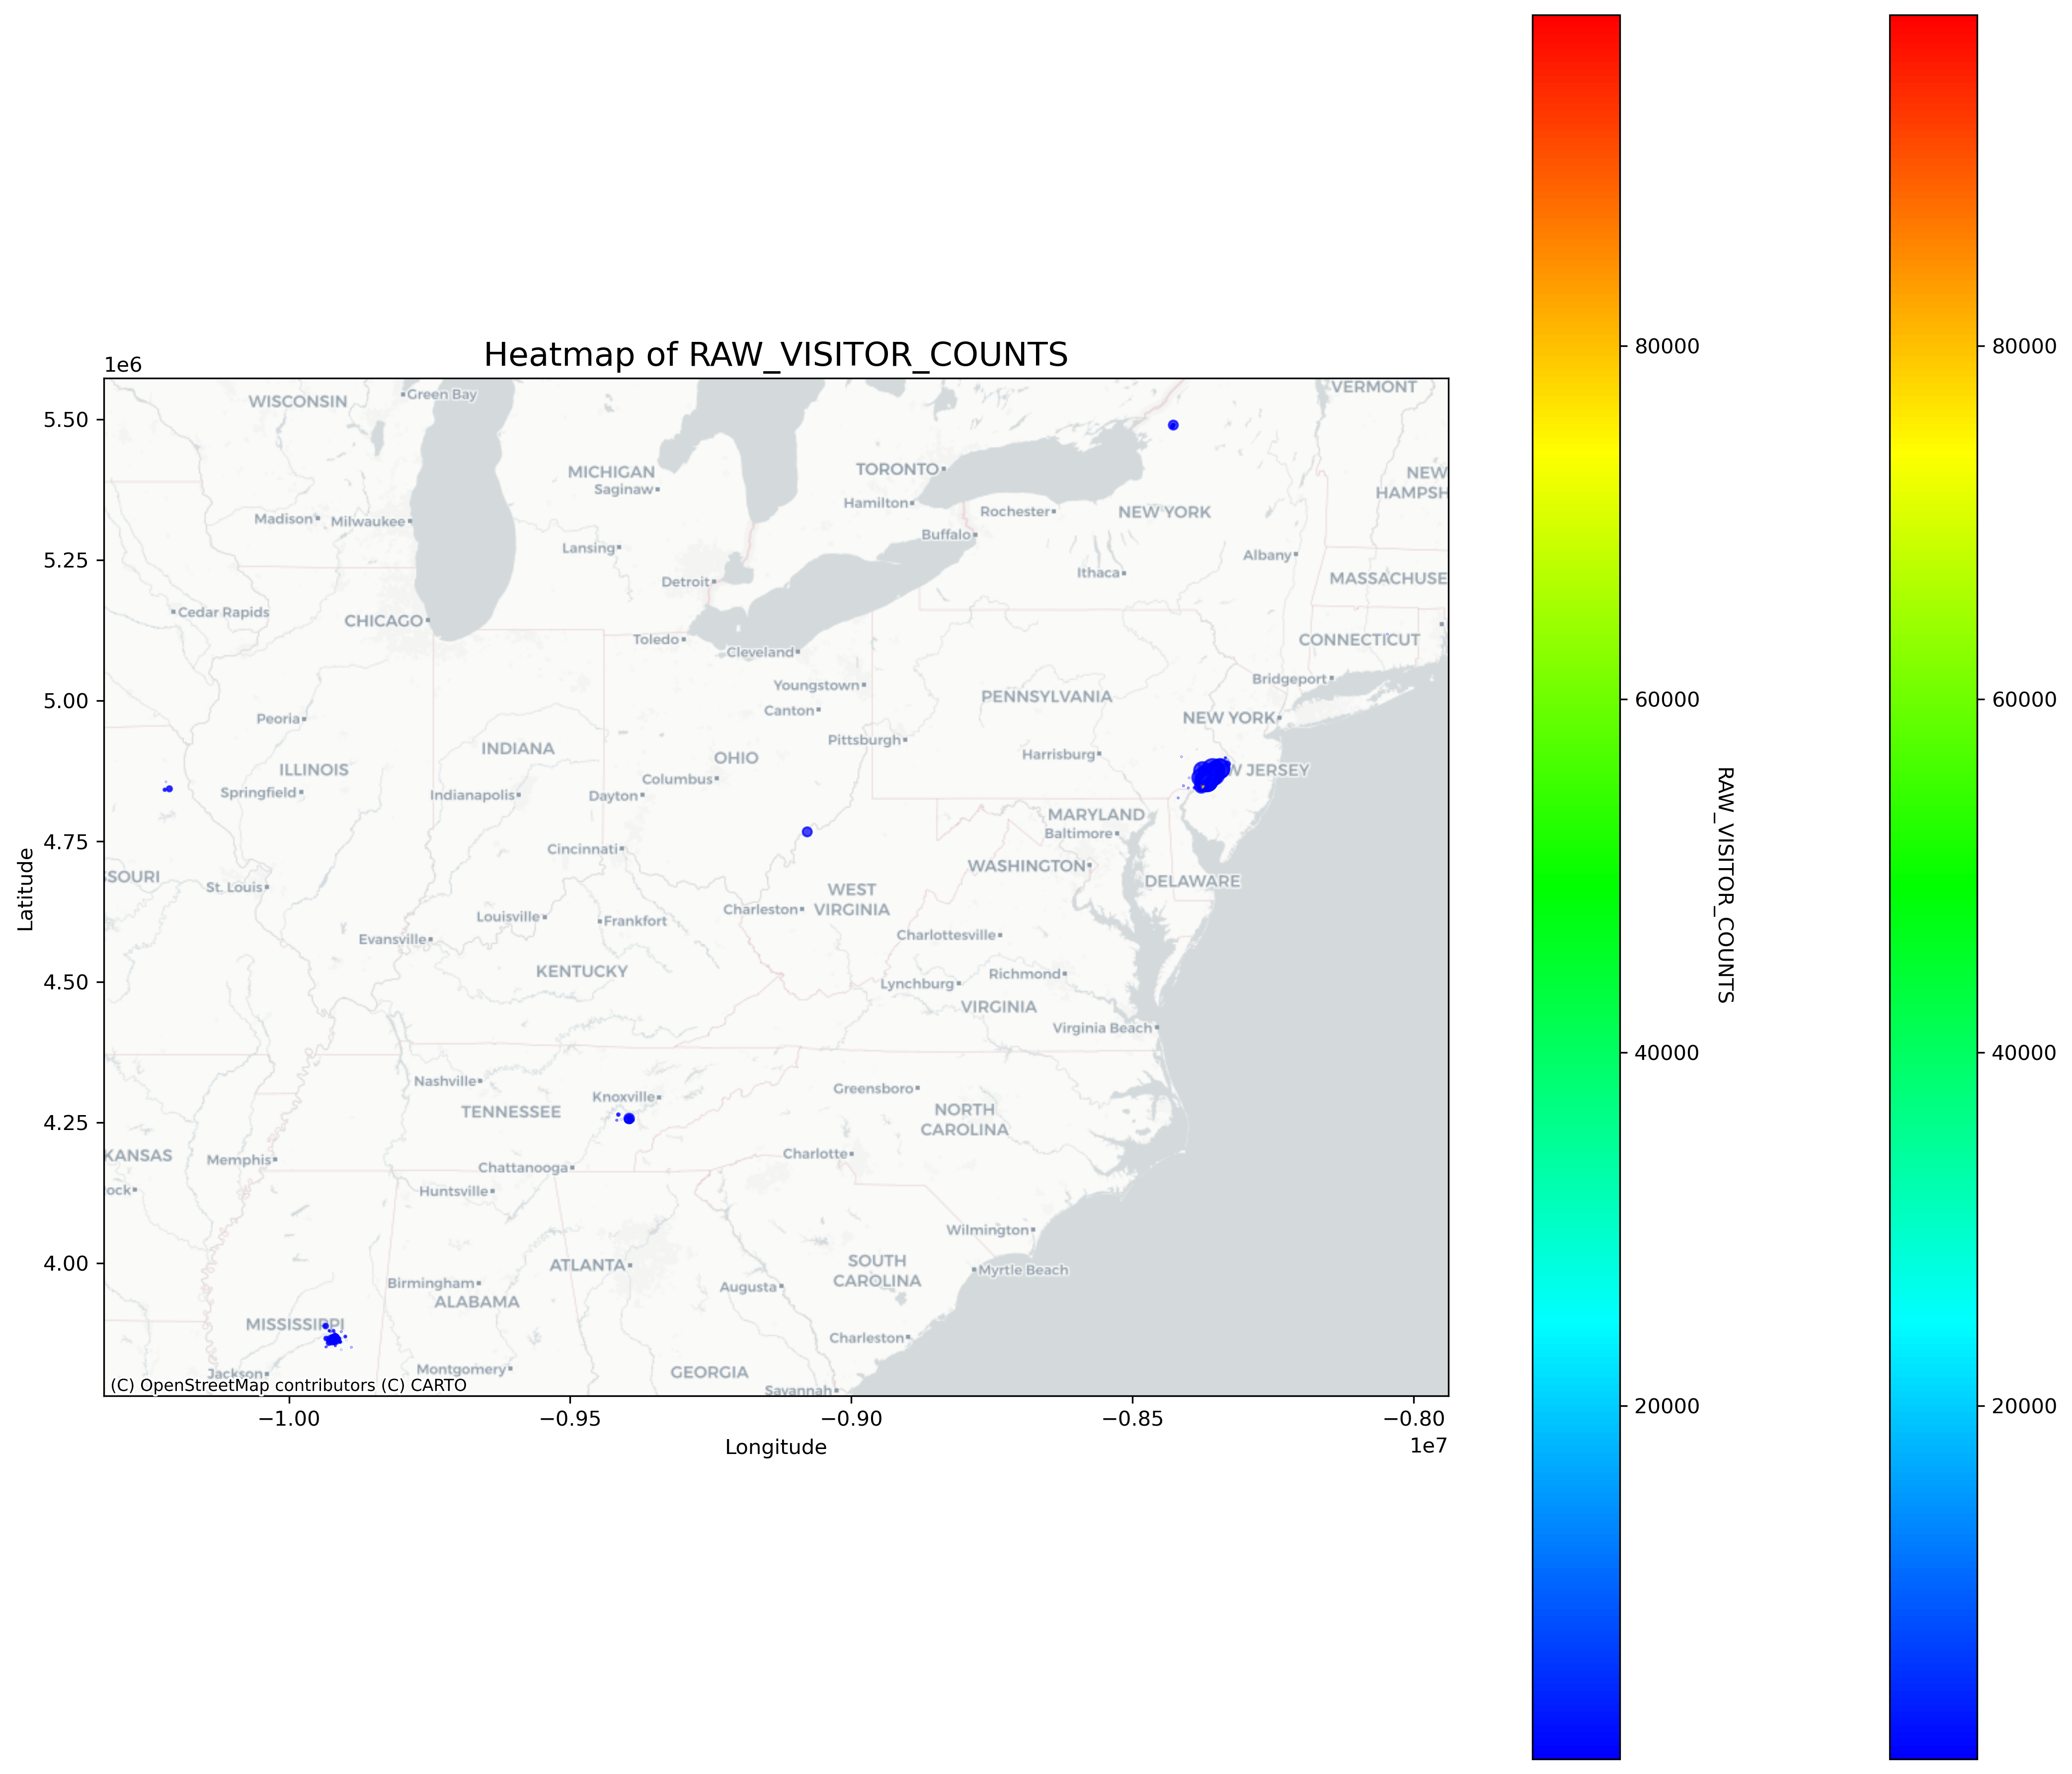 Heatmap of RAW_VISITOR_COUNTS
1e6
5.50
5.25
5.00
4.75
4.50
4.25
4.00
Latitude
WISCONSIN
Green Bay
VERMONT
MICHIGAN
Saginaw
TORONTO
NEW
HAMPSH
Hamilton
Madison
Milwaukee
Rochester
NEW YORK
Buffalo
Lansing
Albany
Detroit
Ithaca
MASSACHUSE
Cedar Rapids
CHICAGO
Toledo
Cleveland
CONNECTICUT
Youngstown
Bridgeport
PENNSYLVANIA
Canton
Peoria
NEW YORK
Pittsburgh
INDIANA
Harrisburg
OHIO
ILLINOIS
W JERSEY
Columbus
Springfield
Indianapolis
Dayton
MARYLAND
Baltimore
Cincinnati
WASHINGTON
SOURI
DELAWARE
St. Louis
WEST
VIRGINIA
Charleston
Louisville
Frankfort
Evansville
Charlottesville
KENTUCKY
Richmond
Lynchburg
VIRGINIA
Virginia Beach
Nashville
Knoxville
Greensboro
TENNESSEE
NORTH
CAROLINA
KANSAS
Memphis
Charlotte
Chattanooga
ock
Huntsville
Wilmington
ATLANTA
SOUTH
CAROLINA
Myrtle Beach
Birmingham
Augusta
ALABAMA
MISSISSIPPI
Charleston
Jackson
Montgomery
GEORGIA
Savannah
(C) OpenStreetMap contributors (C) CARTO
−1.00
−0.95
−0.90
−0.85
−0.80
1e7
Longitude
80000
60000
40000
20000
RAW_VISITOR_COUNTS
80000
60000
40000
20000